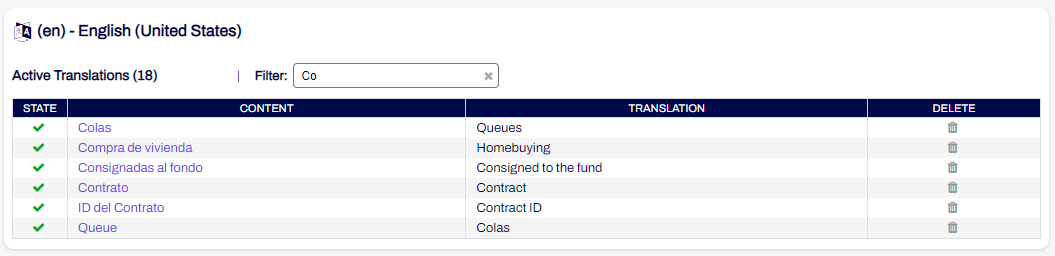 (en) - English (United States)
Active Translations (18) | Filter: Co
STATE CONTENT TRANSLATION DELETE
Colas Queues
Compra de vivienda Homebuying
Consignadas al fondo Consigned to the fund
Contrato Contract
ID del Contrato Contract ID
Queue Colas